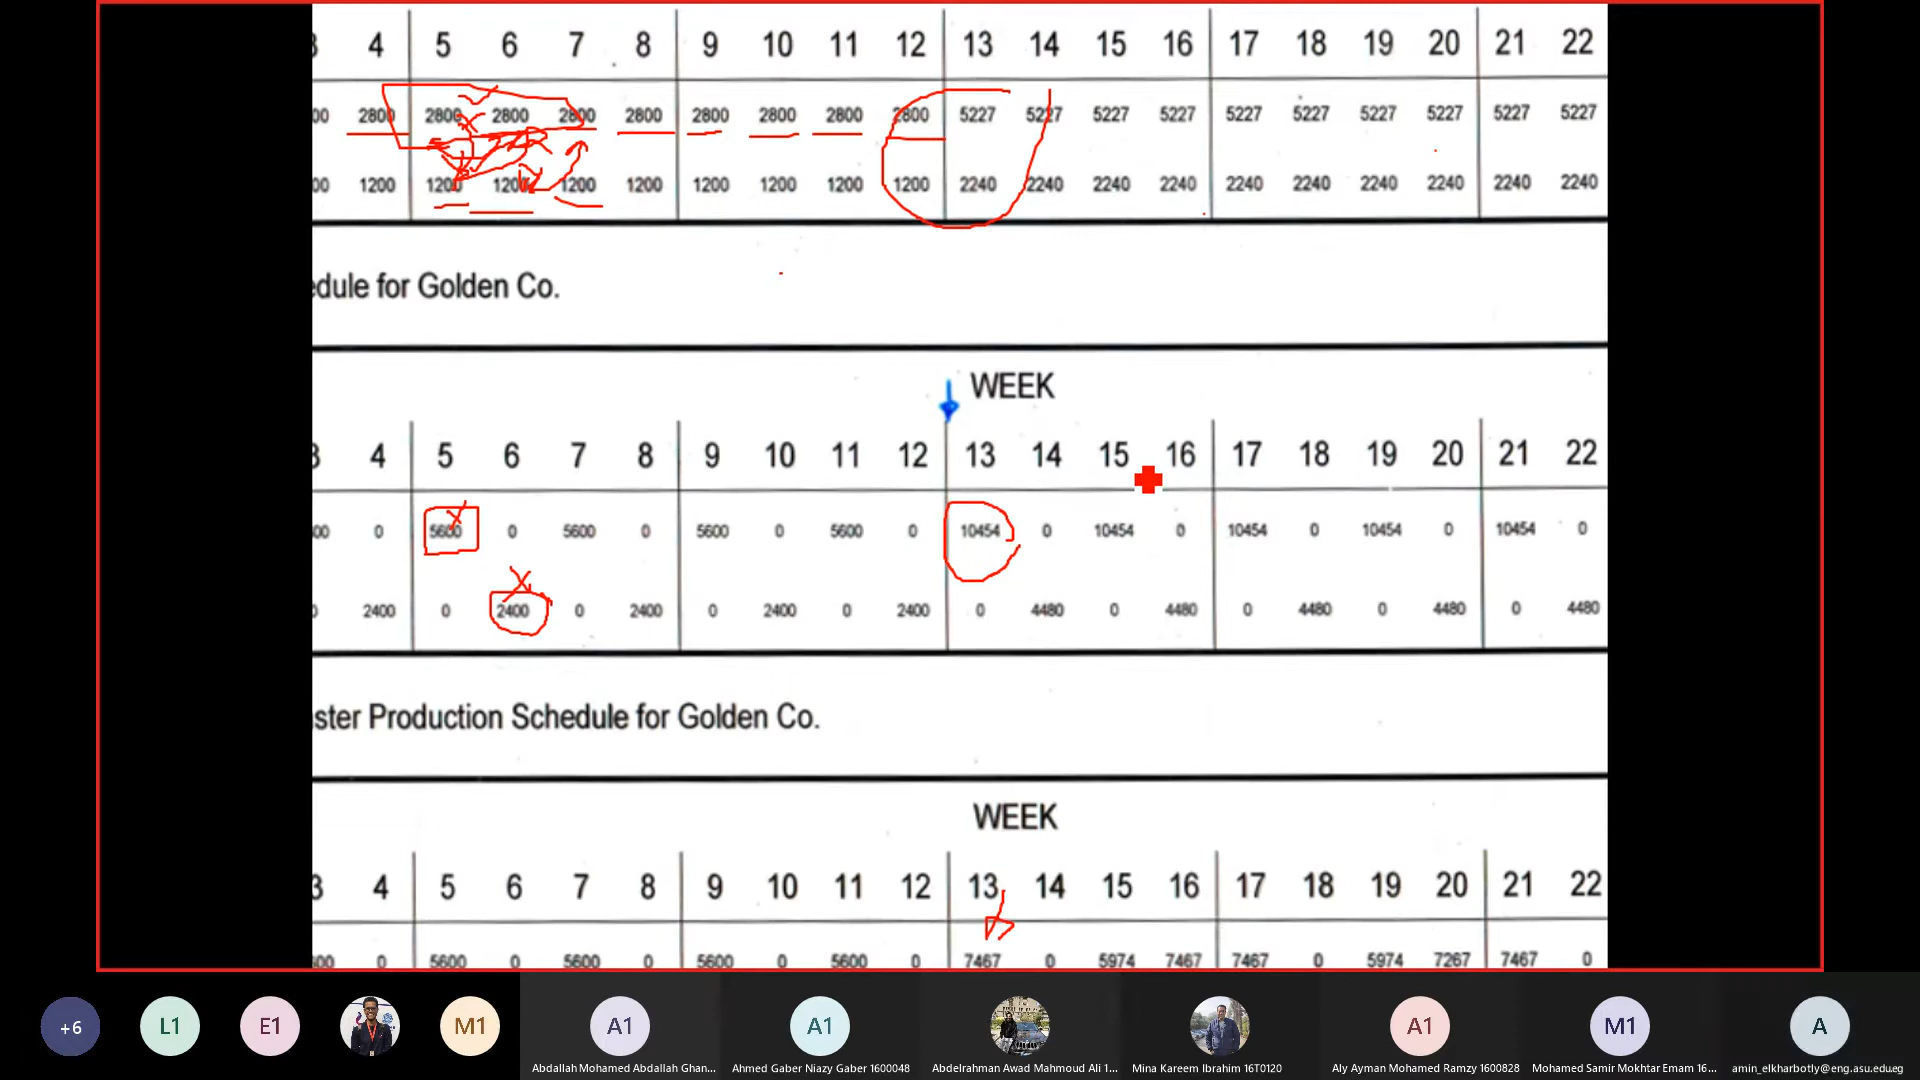 3 4 5 6 7 8 9 10 11 12 13 14 15 16 17 18 19 20 21 22
00 2800 2800 2800 2800 2800 2800 2800 2800 2800 5227 5227 5227 5227 5227 5227 5227 5227 5227 5227
00 1200 1200 1200 1200 1200 1200 1200 1200 1200 2240 2240 2240 2240 2240 2240 2240 2240 2240 2240
edule for Golden Co.
WEEK
3 4 5 6 7 8 9 10 11 12 13 14 15 16 17 18 19 20 21 22
00 0 5600 0 5600 0 5600 0 5600 0 10454 0 10454 0 10454 0 10454 0 10454 0
0 2400 0 2400 0 2400 0 2400 0 2400 0 4480 0 4480 0 4480 0 4480 0 4480
ster Production Schedule for Golden Co.
WEEK
3 4 5 6 7 8 9 10 11 12 13 14 15 16 17 18 19 20 21 22
00 0 5600 0 5600 0 5600 0 5600 0 7467 0 5974 7467 7467 0 5974 7267 7467 0
+6 L1 E1 M1 A1 A1 A1 M1 A
Abdallah Mohamed Abdallah Ghan... Ahmed Gaber Niazy Gaber 1600048 Abdelrahman Awad Mahmoud Ali 1... Mina Kareem Ibrahim 16T0120 Aly Ayman Mohamed Ramzy 1600828 Mohamed Samir Mokhtar Emam 16... amin_elkharbotly@eng.asu.edu.eg